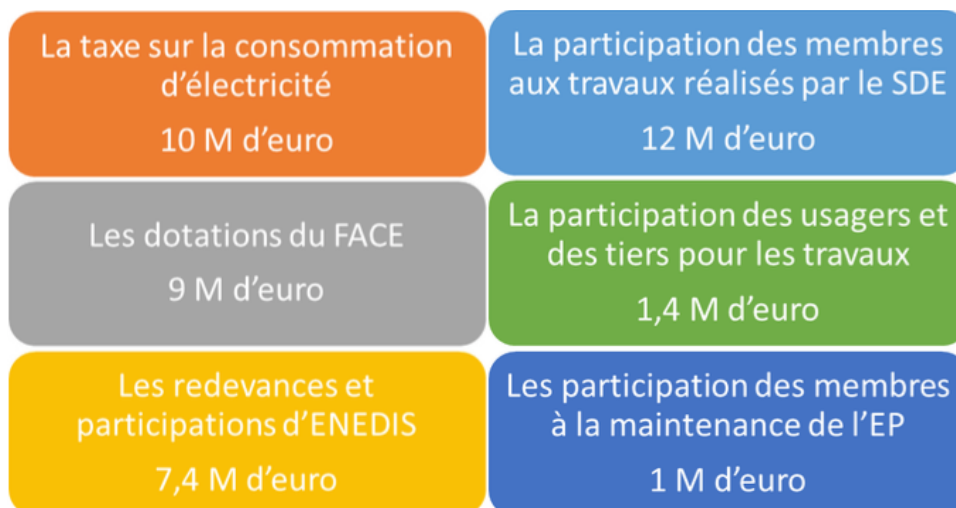 La taxe sur la consommation
d’électricité
10 M d’euro
La participation des membres
aux travaux réalisés par le SDE
12 M d’euro
Les dotations du FACE
9 M d’euro
La participation des usagers et
des tiers pour les travaux
1,4 M d’euro
Les redevances et
participations d’ENEDIS
7,4 M d’euro
Les participation des membres
à la maintenance de l’EP
1 M d’euro